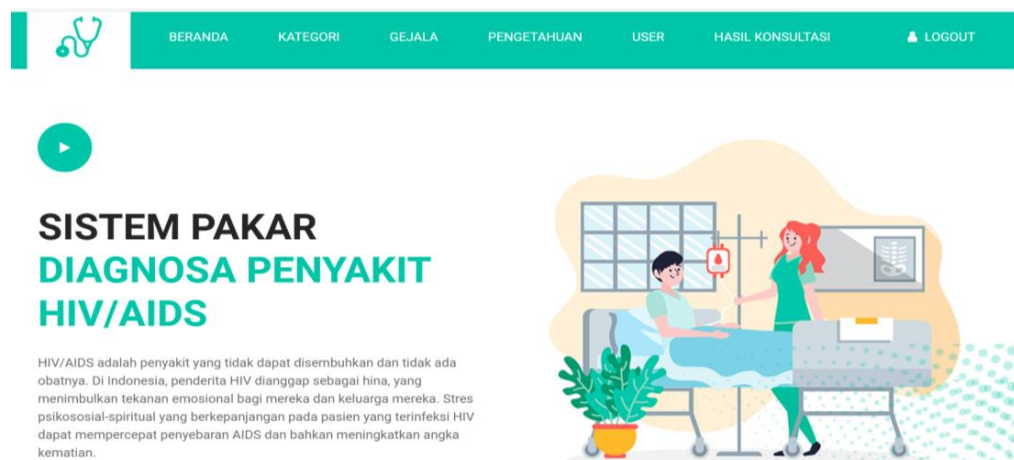 BERANDA KATEGORI GEJALA PENGETAHUAN USER HASIL KONSULTASI LOGOUT
SISTEM PAKAR
DIAGNOSA PENYAKIT
HIV/AIDS
HIV/AIDS adalah penyakit yang tidak dapat disembuhkan dan tidak ada
obatnya. Di Indonesia, penderita HIV dianggap sebagai hina, yang
menimbulkan tekanan emosional bagi mereka dan keluarga mereka. Stres
psikososial-spiritual yang berkepanjangan pada pasien yang terinfeksi HIV
dapat mempercepat penyebaran AIDS dan bahkan meningkatkan angka
kematian.